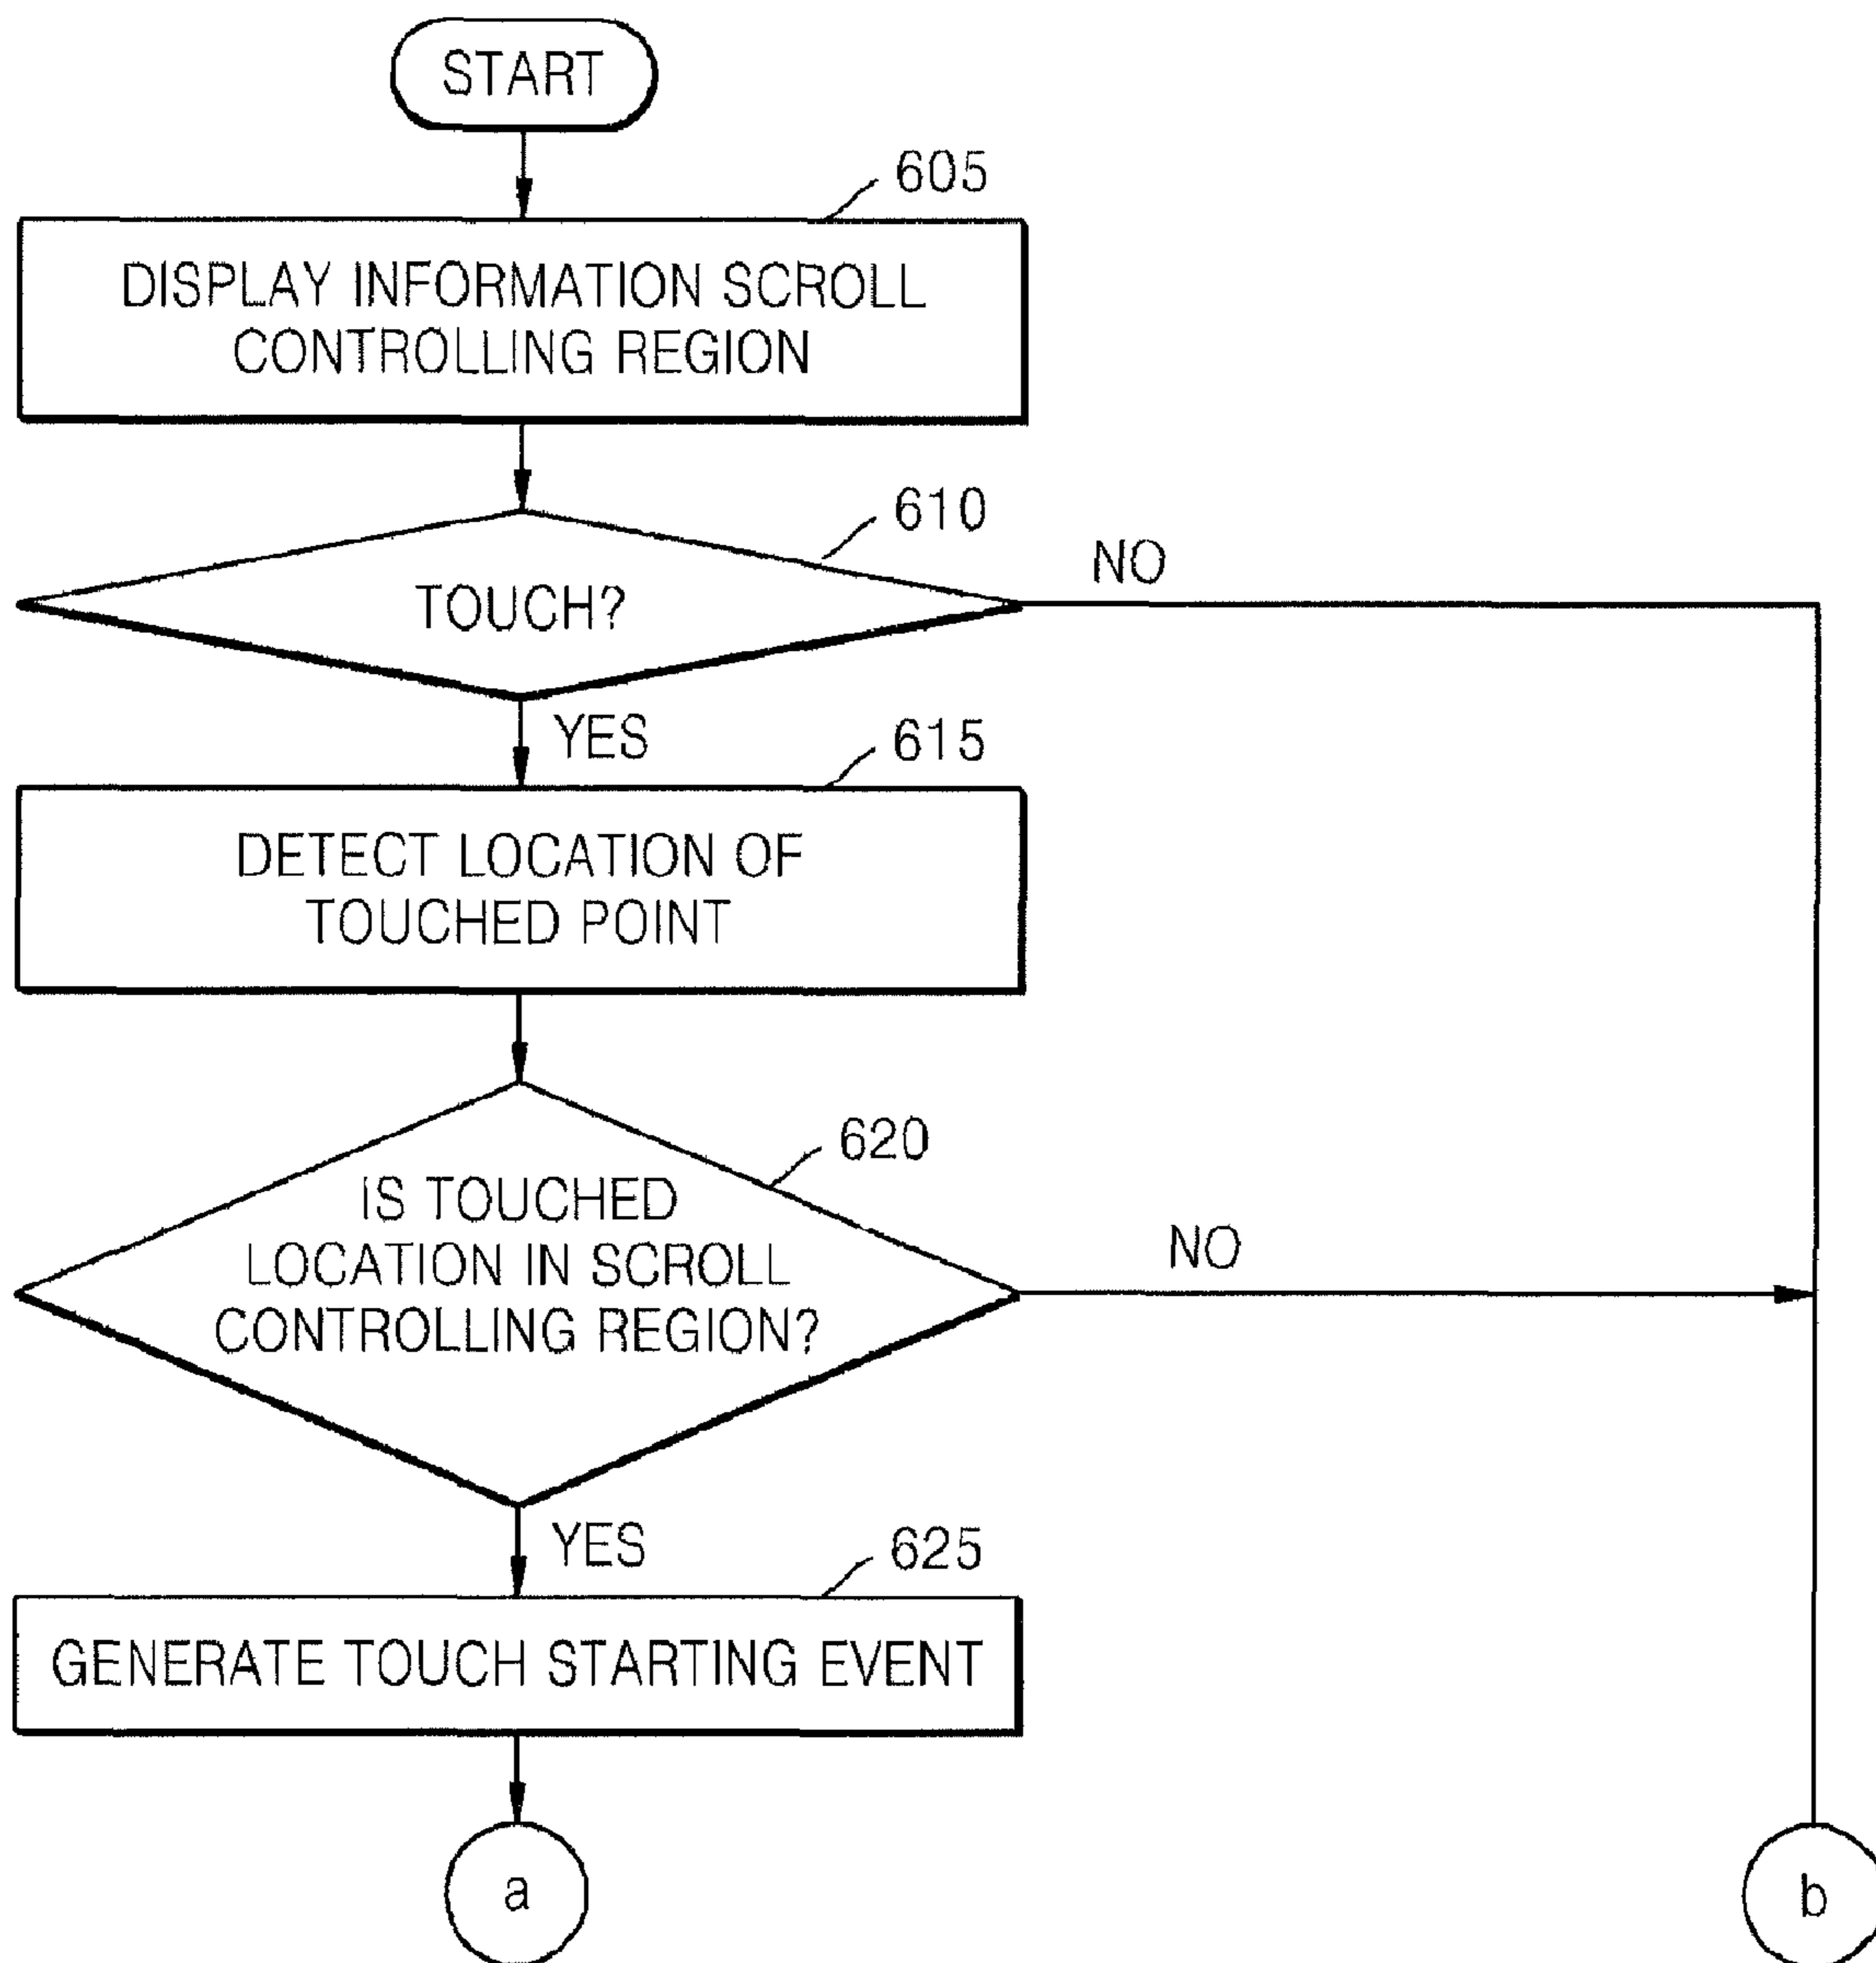 START
605
DISPLAY INFORMATION SCROLL
CONTROLLING REGION
610
TOUCH?
NO
YES
615
DETECT LOCATION OF
TOUCHED POINT
620
IS TOUCHED
LOCATION IN SCROLL
CONTROLLING REGION?
NO
YES
625
GENERATE TOUCH STARTING EVENT
a
b